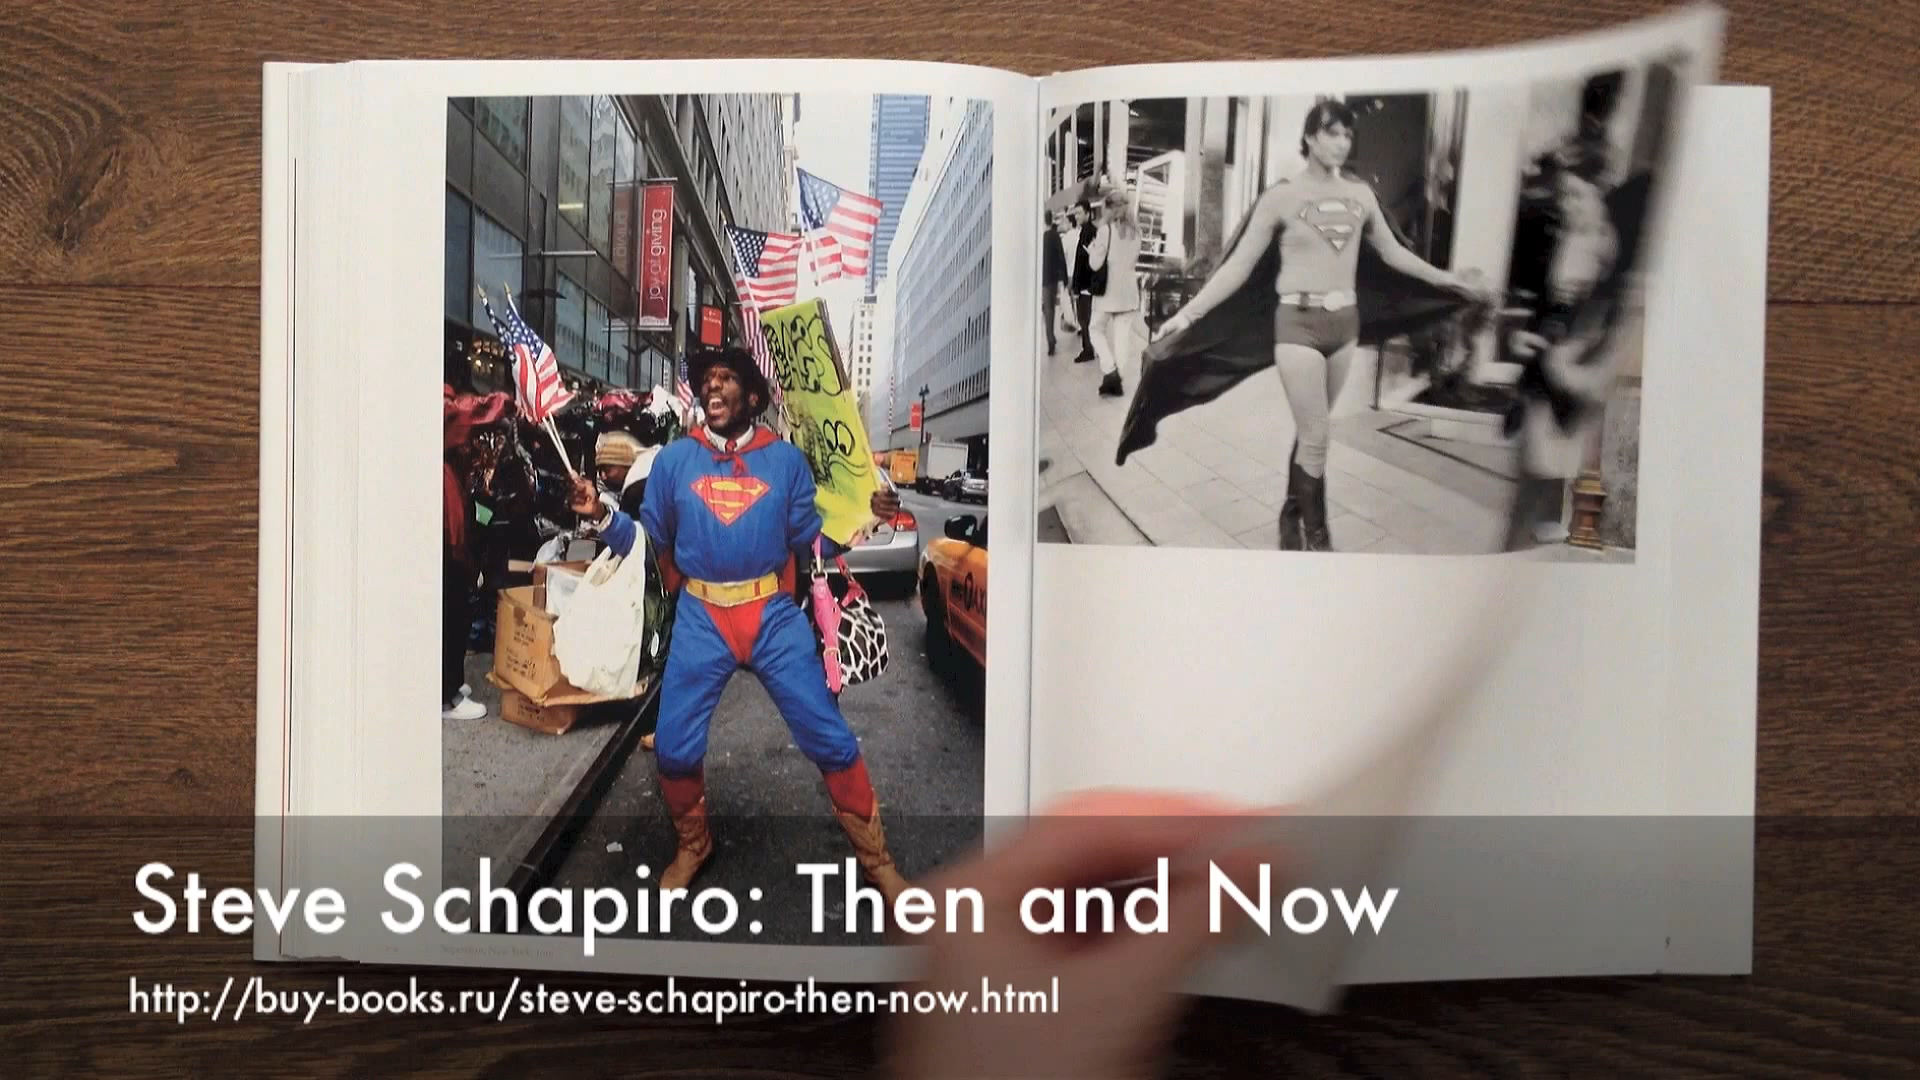 joy of giving
Steve Schapiro: Then and Now
http://buy-books.ru/steve-schapiro-then-now.html